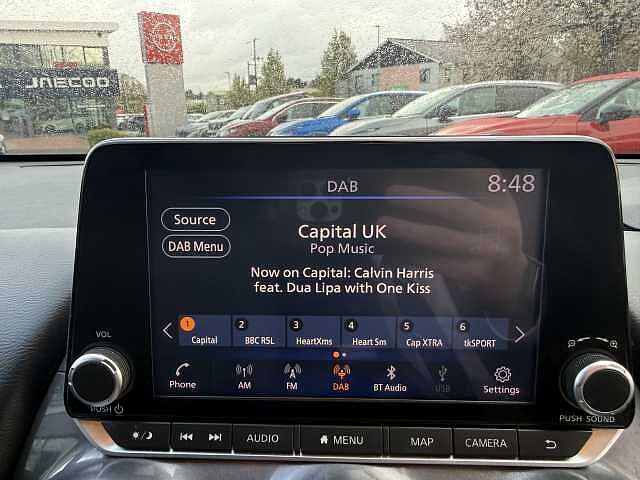 NISSAN
JAECOO
DAB
8:48
Source
DAB Menu
Capital UK
Pop Music
Now on Capital: Calvin Harris
feat. Dua Lipa with One Kiss
1 2 3 4 5 6
Capital BBC RSL HeartXms Heart Sm Cap XTRA tkSPORT
Phone AM FM DAB BT Audio USB Settings
VOL
PUSH
PUSH SOUND
AUDIO MENU MAP CAMERA